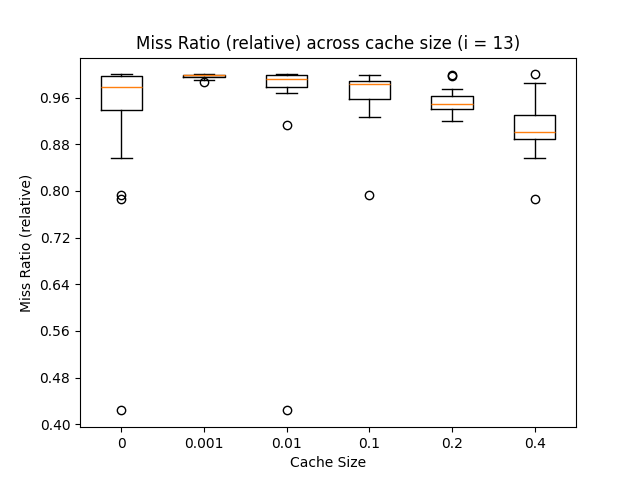 Miss Ratio (relative) across cache size (i = 13)
Miss Ratio (relative)
0.96
0.88
0.80
0.72
0.64
0.56
0.48
0.40
0 0.001 0.01 0.1 0.2 0.4
Cache Size